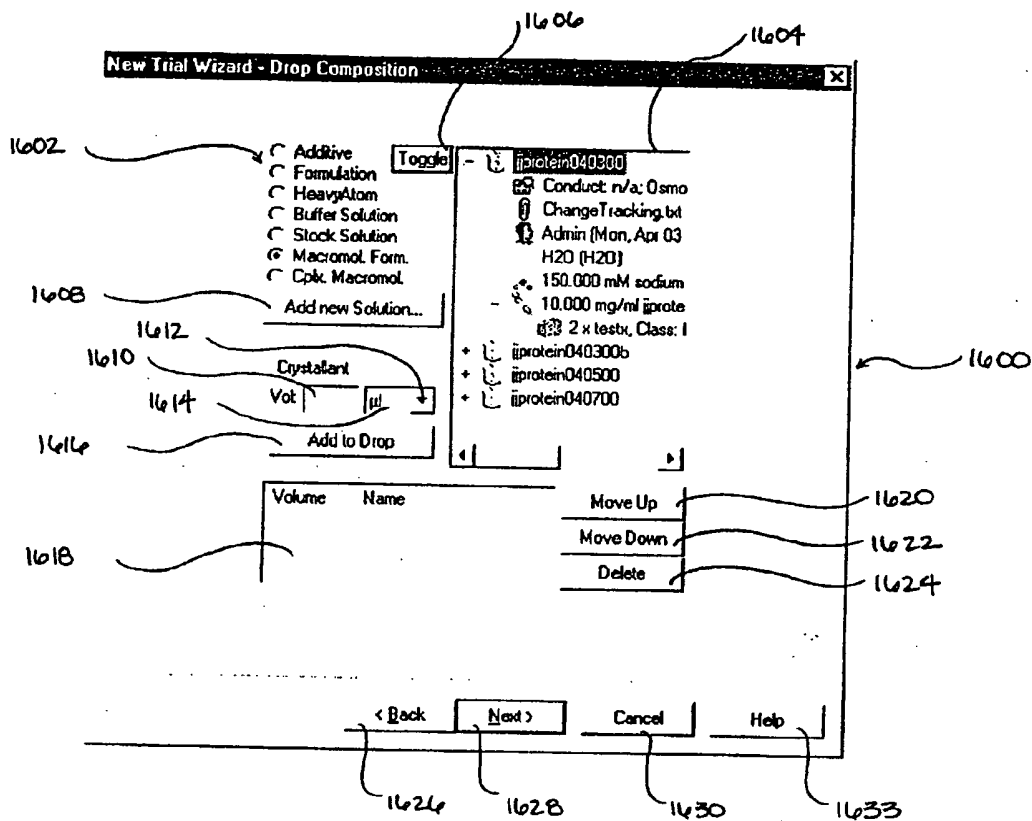 1606
1604
New Trial Wizard - Drop Composition
1602
Additive
Toggle
jjprotein040300
Formulation
Conduct: n/a; Osmo
HeavyAtom
ChangeTracking.txt
Buffer Solution
Admin (Mon, Apr 03
Stock Solution
H2O (H2O)
Macromol. Form.
150.000 mM sodium
Cplx. Macromol.
10.000 mg/ml jjprote
1608
Add new Solution...
2 x testx, Class: I
1612
jjprotein040300b
1610
Crystallant
jjprotein040500
1600
Vol:
µl
jjprotein040700
1614
1616
Add to Drop
Volume Name
Move Up
1620
Move Down
1622
1618
Delete
1624
< Back
Next >
Cancel
Help
1626
1628
1630
1633